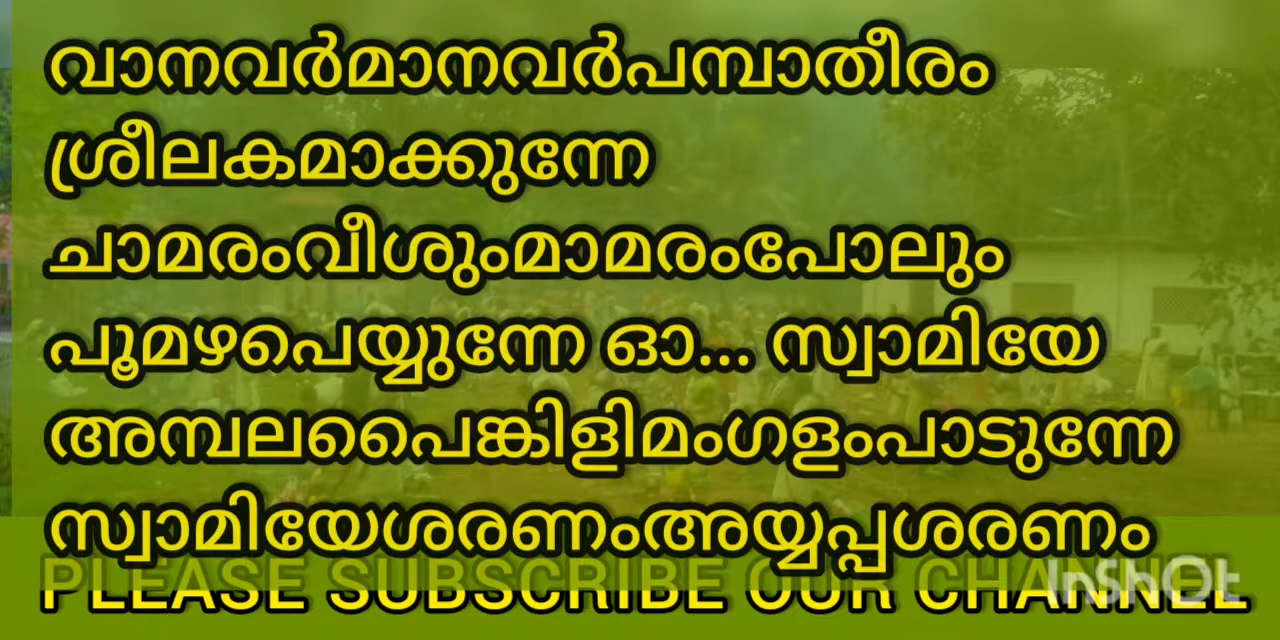 വാനവർമാനവർപമ്പാതീരം
ശ്രീലകമാക്കുന്നേ
ചാമരംവീശുംമാമരംപോലും
പൂമഴപെയ്യുന്നേ ഓ... സ്വാമിയേ
അമ്പലപൈങ്കിളിമംഗളംപാടുന്നേ
സ്വാമിയേശരണംഅയ്യപ്പശരണം
PLEASE SUBSCRIBE OUR CHANNEL
InShOt